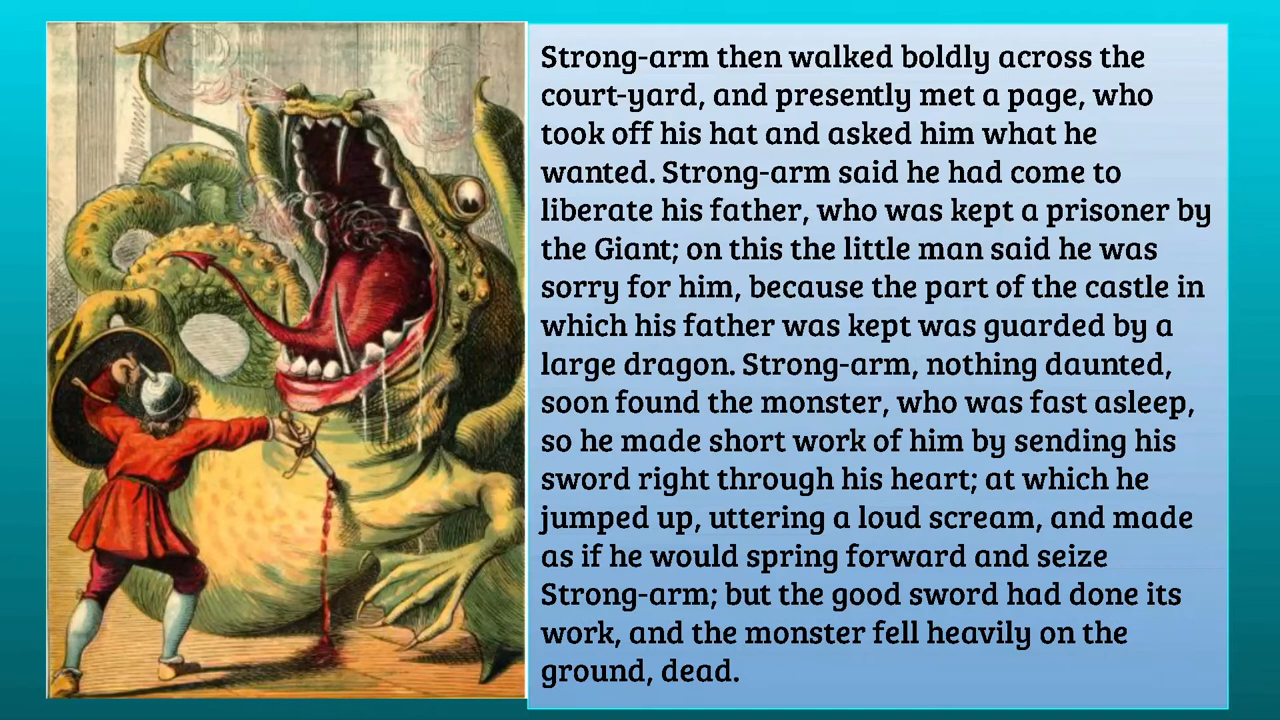 Strong-arm then walked boldly across the
court-yard, and presently met a page, who
took off his hat and asked him what he
wanted. Strong-arm said he had come to
liberate his father, who was kept a prisoner by
the Giant; on this the little man said he was
sorry for him, because the part of the castle in
which his father was kept was guarded by a
large dragon. Strong-arm, nothing daunted,
soon found the monster, who was fast asleep,
so he made short work of him by sending his
sword right through his heart; at which he
jumped up, uttering a loud scream, and made
as if he would spring forward and seize
Strong-arm; but the good sword had done its
work, and the monster fell heavily on the
ground, dead.